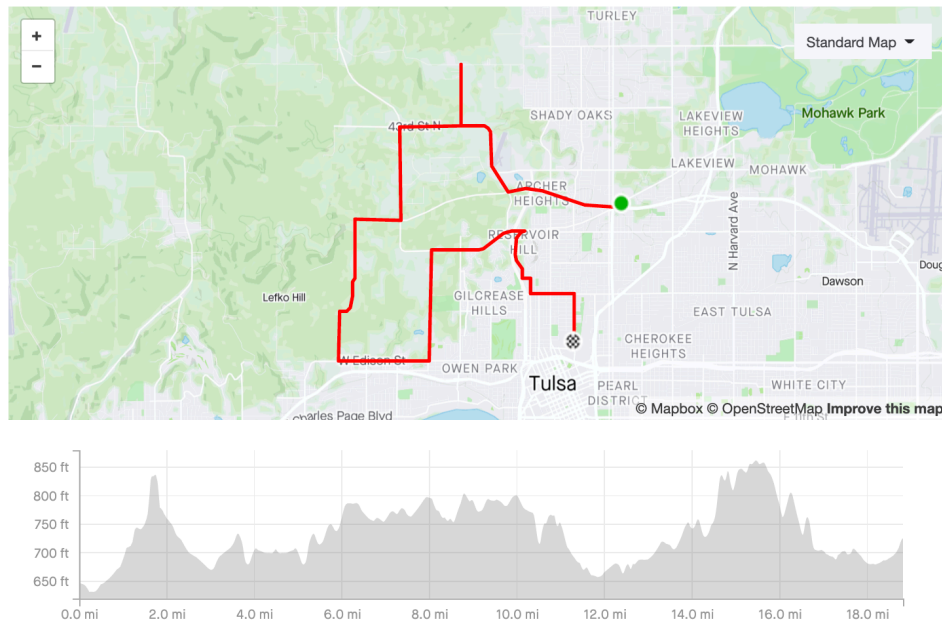 TURLEY
+
−
Standard Map
SHADY OAKS
LAKEVIEW
HEIGHTS
Mohawk Park
43rd St N
LAKEVIEW
MOHAWK
ARCHER
HEIGHTS
N Harvard Ave
RESERVOIR
HILL
Doug
Lefko Hill
Dawson
GILCREASE
HILLS
EAST TULSA
CHEROKEE
HEIGHTS
W Edison St
OWEN PARK
Tulsa
PEARL
DISTRICT
WHITE CITY
Charles Page Blvd
© Mapbox © OpenStreetMap Improve this map
850 ft
800 ft
750 ft
700 ft
650 ft
0.0 mi 2.0 mi 4.0 mi 6.0 mi 8.0 mi 10.0 mi 12.0 mi 14.0 mi 16.0 mi 18.0 mi